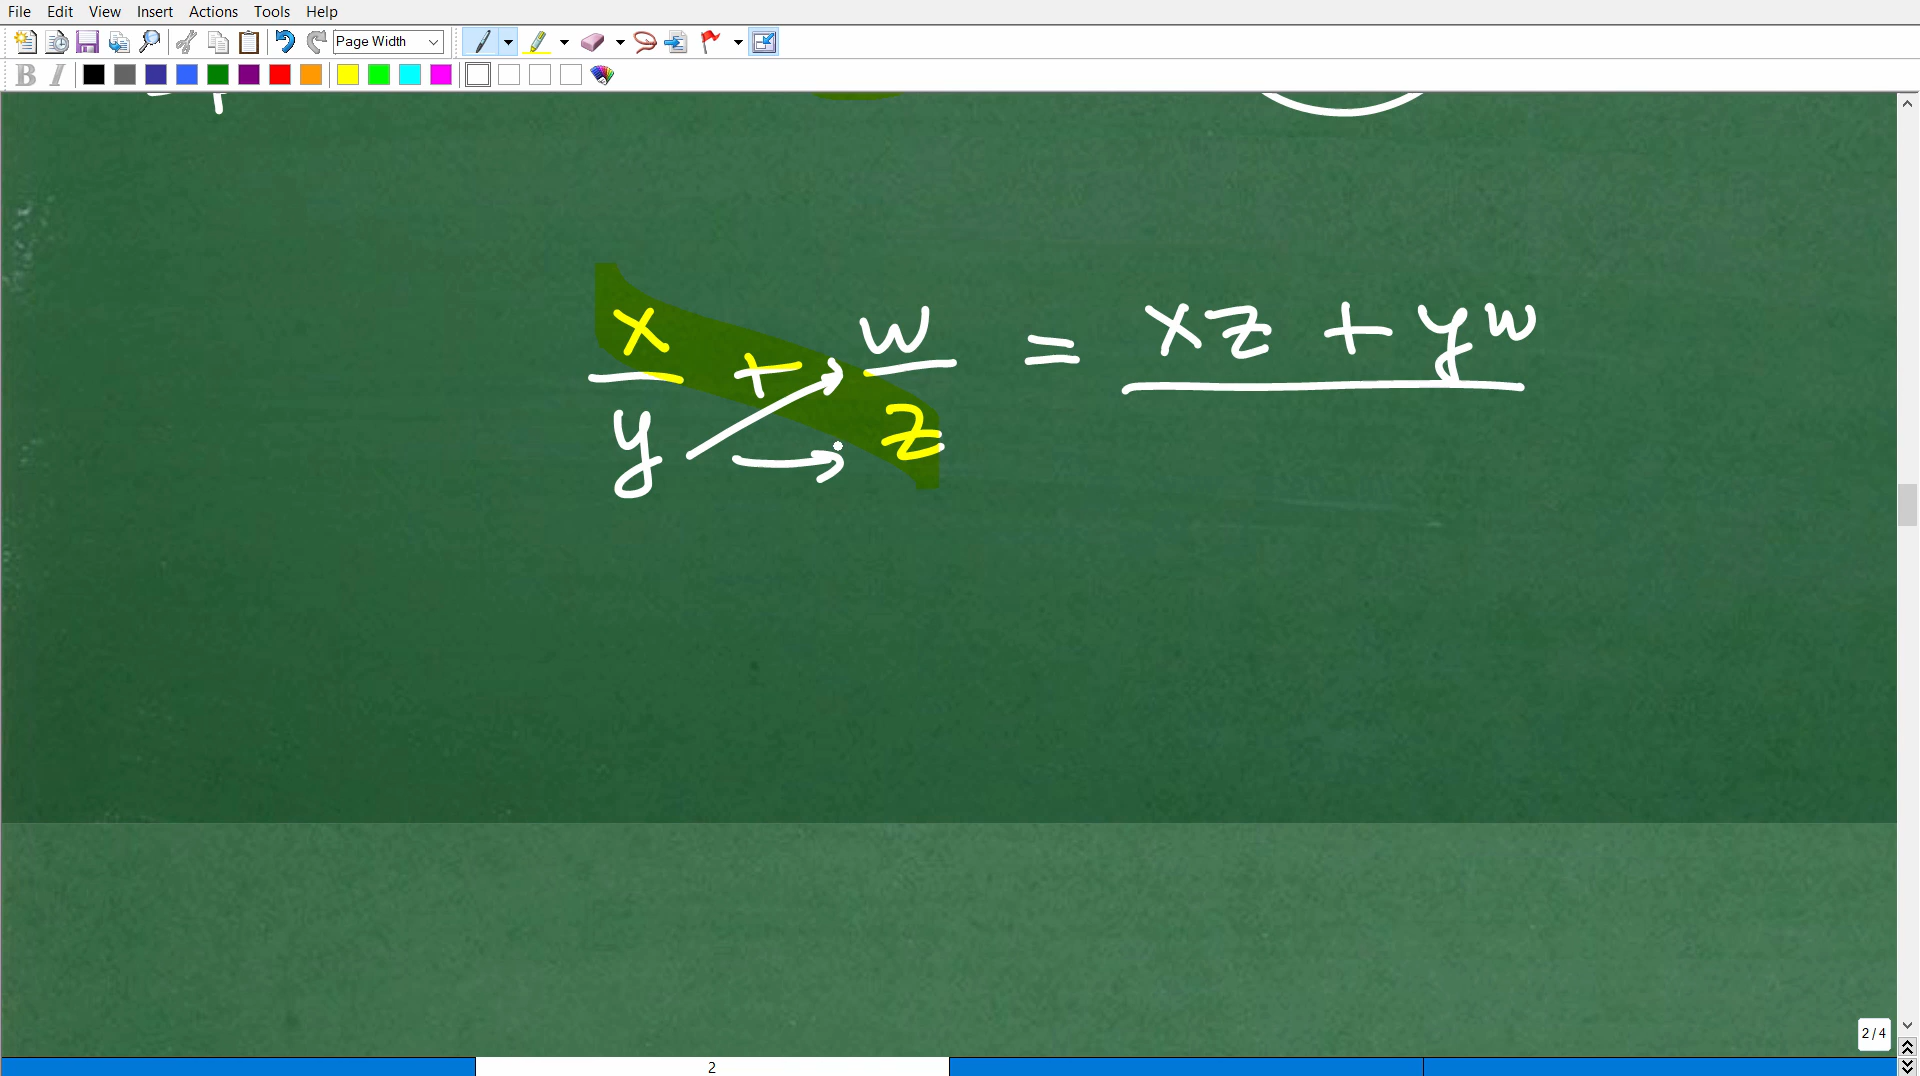 File Edit View Insert Actions Tools Help
Page Width
B I
x/y + w/z = xz + yw
2 / 4
2